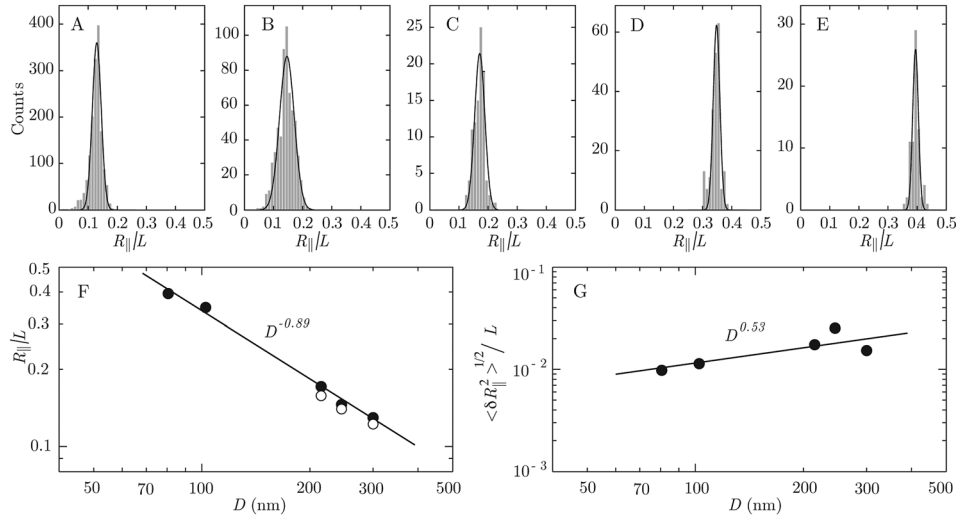 A
B
C
D
E
Counts
400
300
200
100
0
100
80
60
40
20
0
25
20
15
10
5
0
60
40
20
0
30
20
10
0
0 0.1 0.2 0.3 0.4 0.5
0 0.1 0.2 0.3 0.4 0.5
0 0.1 0.2 0.3 0.4 0.5
0 0.1 0.2 0.3 0.4 0.5
0 0.1 0.2 0.3 0.4 0.5
R∥/L
R∥/L
R∥/L
R∥/L
R∥/L
F
R∥/L
0.5
0.4
0.3
0.2
0.1
D^-0.89
50 70 100 200 300 500
D (nm)
G
<δR∥²>^1/2 / L
10^-1
10^-2
10^-3
D^0.53
50 100 200 300 500
D (nm)